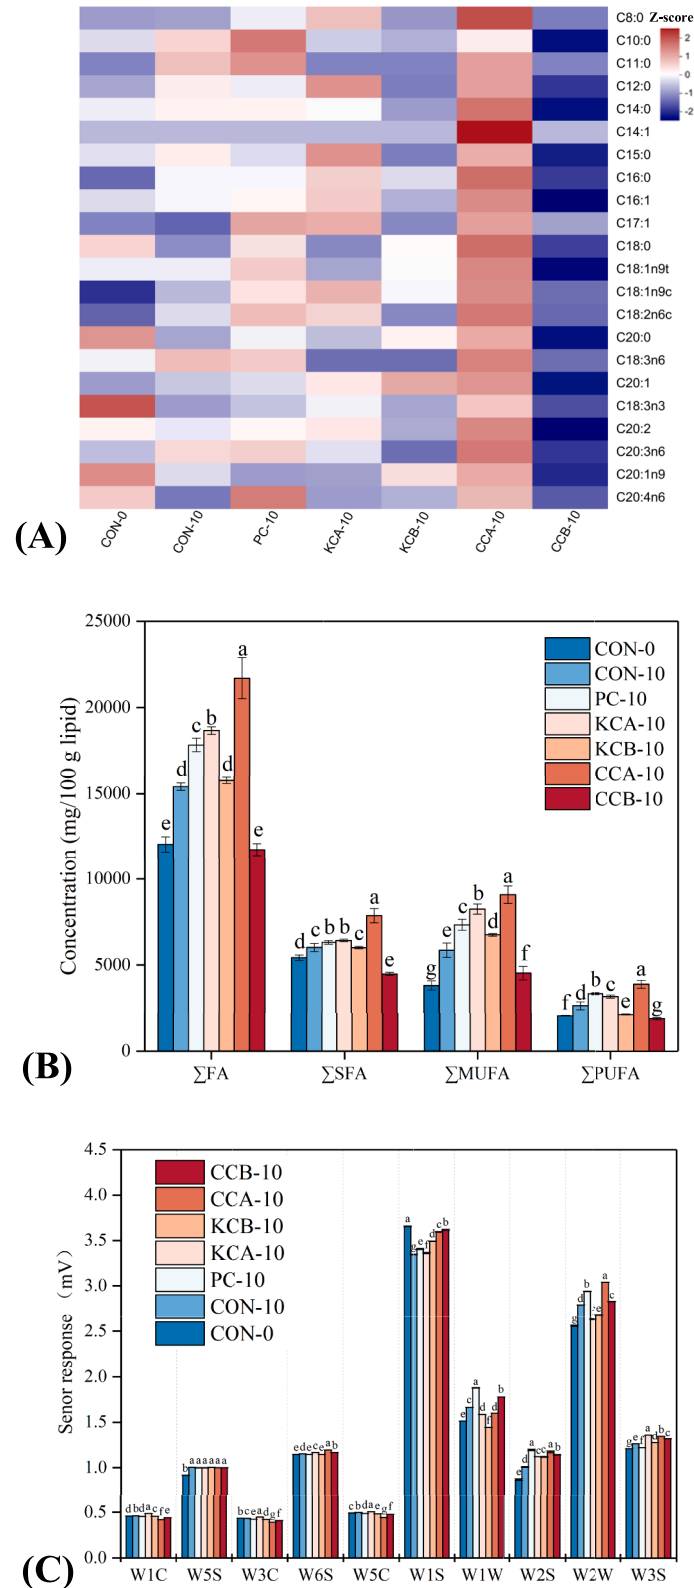 C8:0 Z-score
C10:0
C11:0
C12:0
C14:0
C14:1
C15:0
C16:0
C16:1
C17:1
C18:0
C18:1n9t
C18:1n9c
C18:2n6c
C20:0
C18:3n6
C20:1
C18:3n3
C20:2
C20:3n6
C20:1n9
C20:4n6
2
1
0
-1
-2
CON-0 CON-10 PC-10 KCA-10 KCB-10 CCA-10 CCB-10
(A)
25000
20000
15000
10000
5000
0
Concentration (mg/100 g lipid)
CON-0
CON-10
PC-10
KCA-10
KCB-10
CCA-10
CCB-10
e d c b d a e
d c b b c a e
g e c b d a f
f d b c e a g
∑FA ∑SFA ∑MUFA ∑PUFA
(B)
4.5
4.0
3.5
3.0
2.5
2.0
1.5
1.0
0.5
0.0
Senor response (mV)
CCB-10
CCA-10
KCB-10
KCA-10
PC-10
CON-10
CON-0
d b d a c f e
b a a a a a a
b c e a d g f
e d e c e a b
c b d a e g f
a g e f d c b
e c a d f d b
e d a c c a b
g d b f e a c
g e f a d b c
W1C W5S W3C W6S W5C W1S W1W W2S W2W W3S
(C)